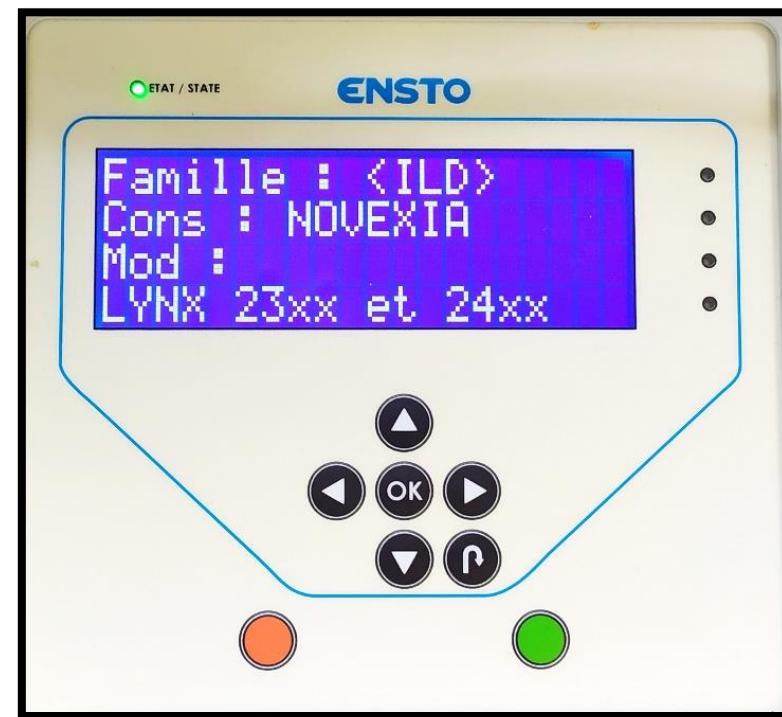 ETAT / STATE
ENSTO
Famille : <ILD>
Cons : NOVEXIA
Mod :
LYNX 23xx et 24xx
OK